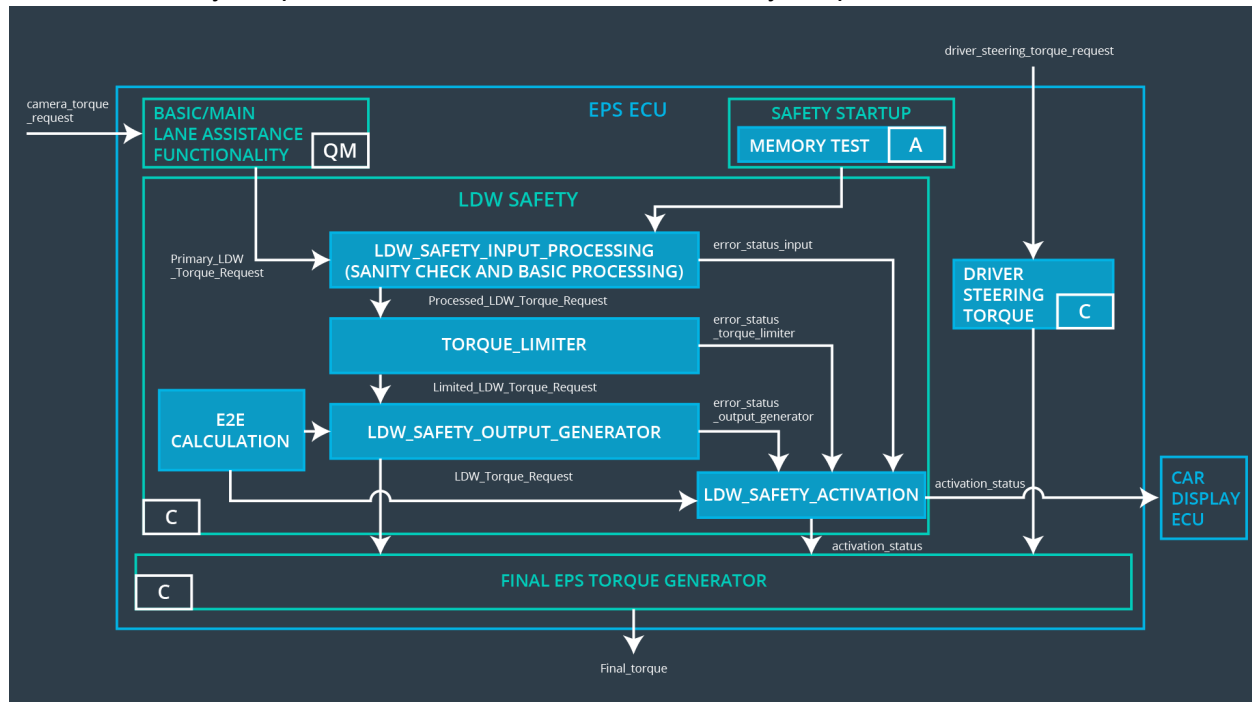 driver_steering_torque_request
camera_torque
_request
EPS ECU
BASIC/MAIN
LANE ASSISTANCE
FUNCTIONALITY
QM
SAFETY STARTUP
MEMORY TEST
A
LDW SAFETY
Primary_LDW
_Torque_Request
LDW_SAFETY_INPUT_PROCESSING
(SANITY CHECK AND BASIC PROCESSING)
error_status_input
Processed_LDW_Torque_Request
DRIVER
STEERING
TORQUE
C
TORQUE_LIMITER
error_status
_torque_limiter
Limited_LDW_Torque_Request
E2E
CALCULATION
LDW_SAFETY_OUTPUT_GENERATOR
error_status
_output_generator
LDW_Torque_Request
LDW_SAFETY_ACTIVATION
activation_status
CAR
DISPLAY
ECU
C
activation_status
FINAL EPS TORQUE GENERATOR
C
Final_torque